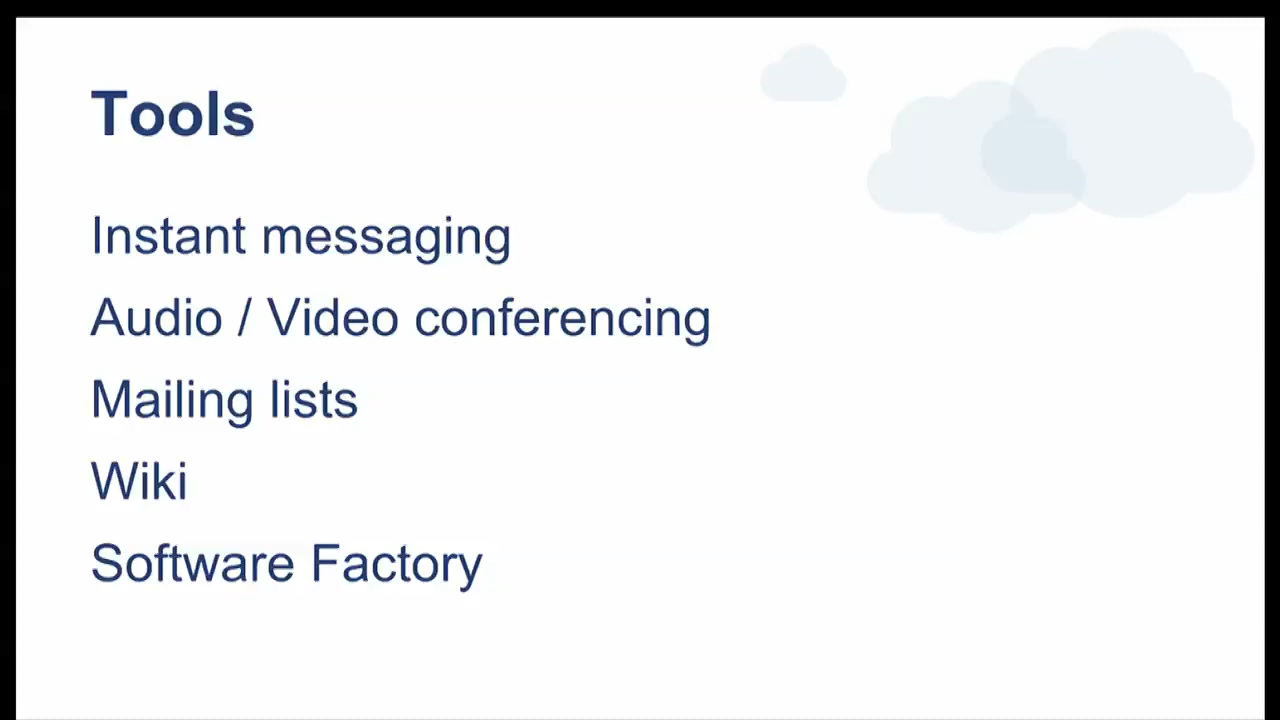 Tools
Instant messaging
Audio / Video conferencing
Mailing lists
Wiki
Software Factory